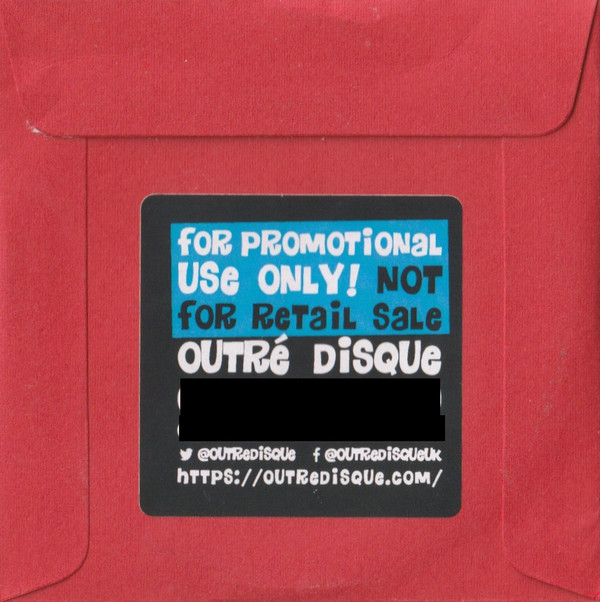 FOR PROMOTIONAL
USE ONLY! NOT
FOR RETAIL SALE
OUTRÉ DISQUE
@OUTREDISQUE f @OUTREDISQUEUK
HTTPS://OUTREDISQUE.COM/